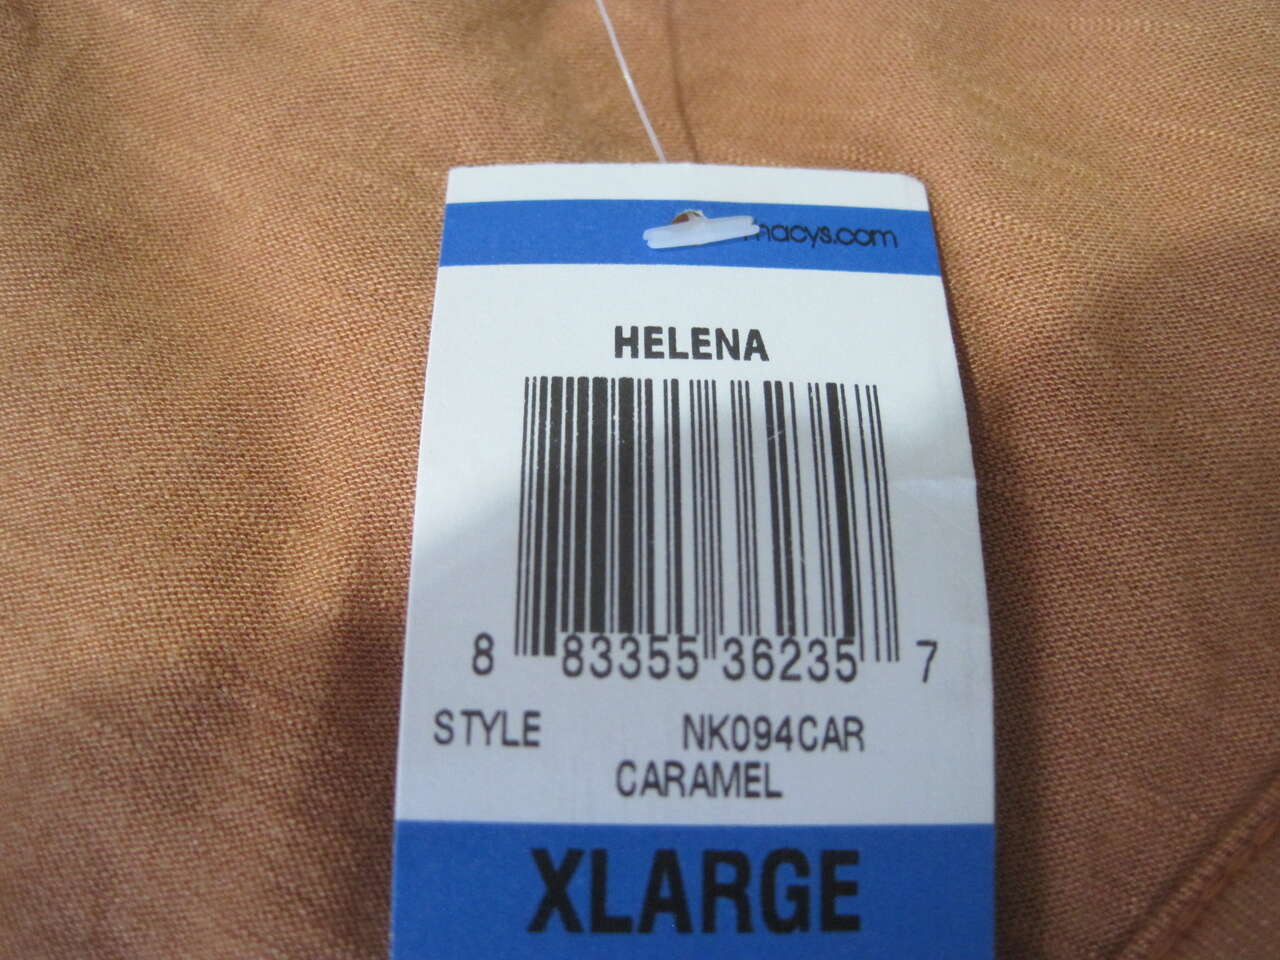 macys.com
HELENA
8 83355 36235 7
STYLE NK094CAR
CARAMEL
XLARGE